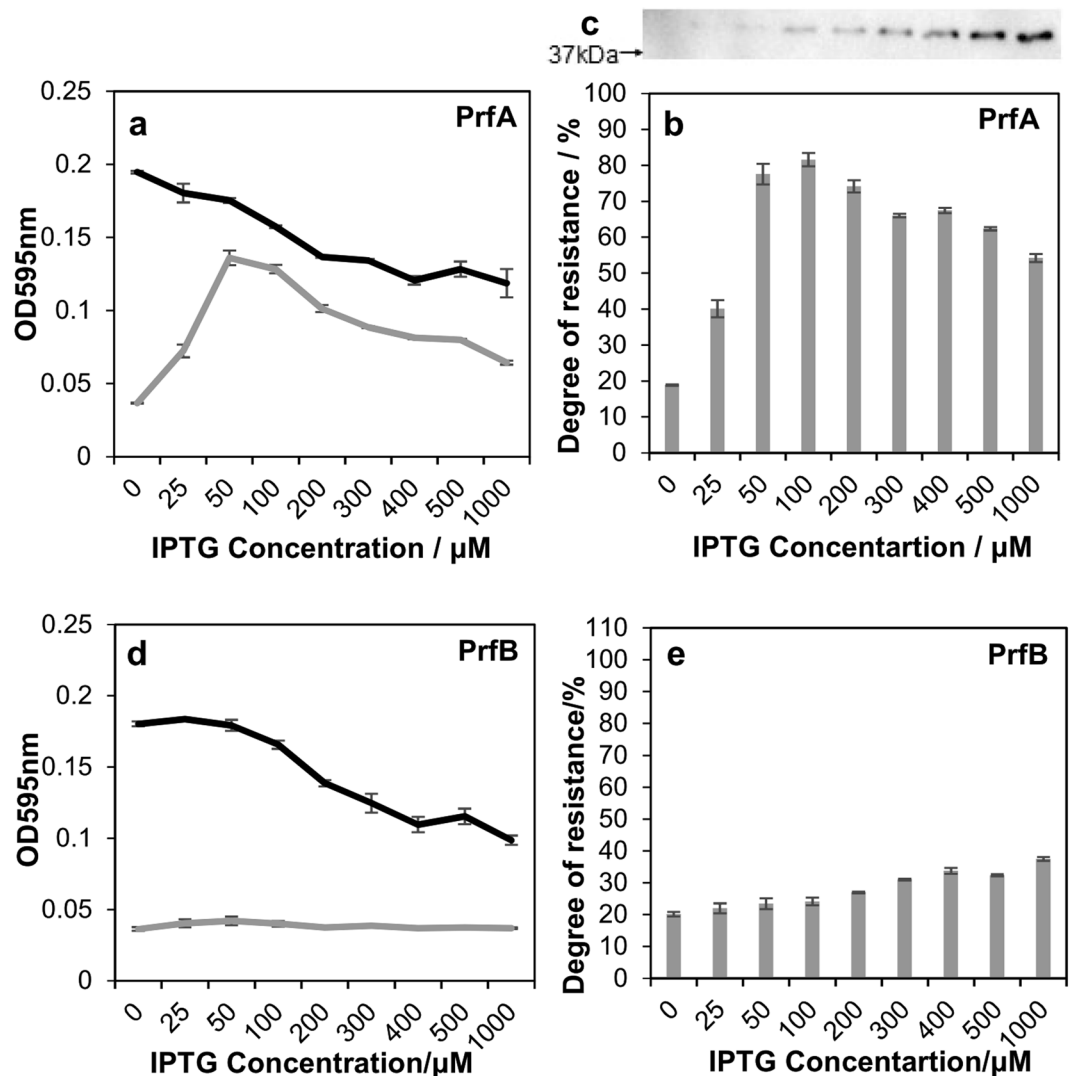 c
37kDa→
a
PrfA
0.25
0.2
0.15
0.1
0.05
0
OD595nm
0 25 50 100 200 300 400 500 1000
IPTG Concentration / µM
b
PrfA
100
90
80
70
60
50
40
30
20
10
0
Degree of resistance / %
0 25 50 100 200 300 400 500 1000
IPTG Concentartion / µM
d
PrfB
0.25
0.2
0.15
0.1
0.05
0
OD595nm
0 25 50 100 200 300 400 500 1000
IPTG Concentration/µM
e
PrfB
110
100
90
80
70
60
50
40
30
20
10
0
Degree of resistance/%
0 25 50 100 200 300 400 500 1000
IPTG Concentartion/µM